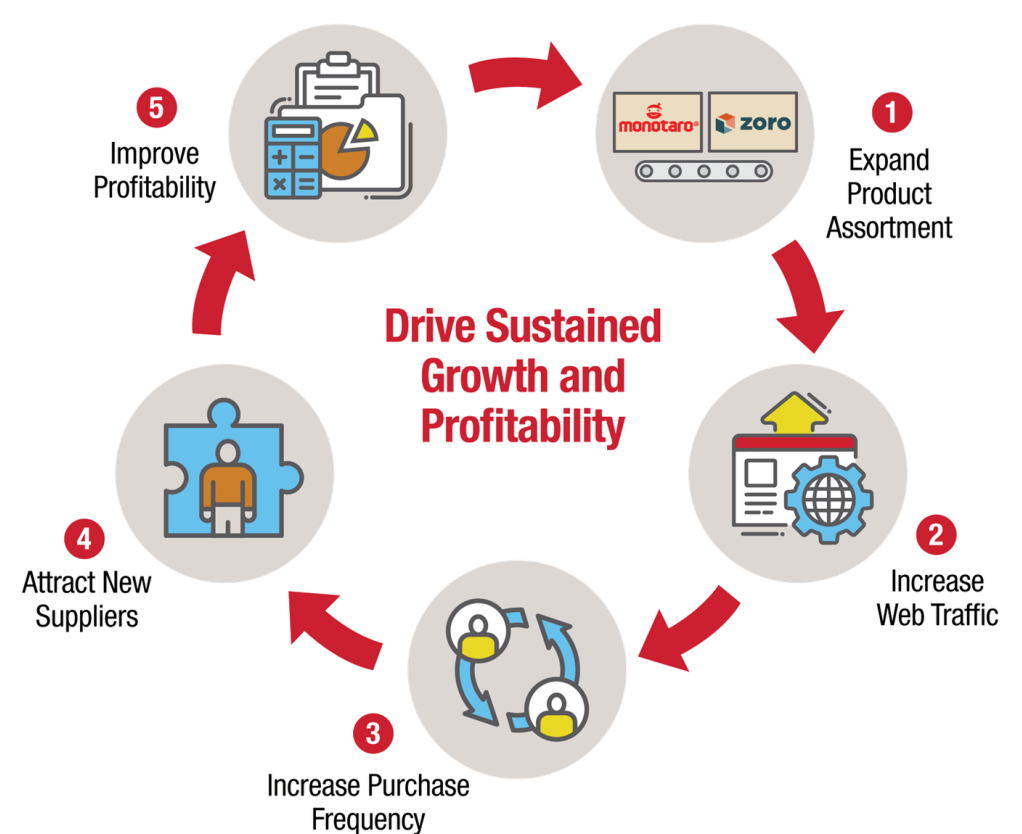 5
Improve
Profitability
monotaro®
zoro
1
Expand
Product
Assortment
Drive Sustained
Growth and
Profitability
4
Attract New
Suppliers
2
Increase
Web Traffic
3
Increase Purchase
Frequency